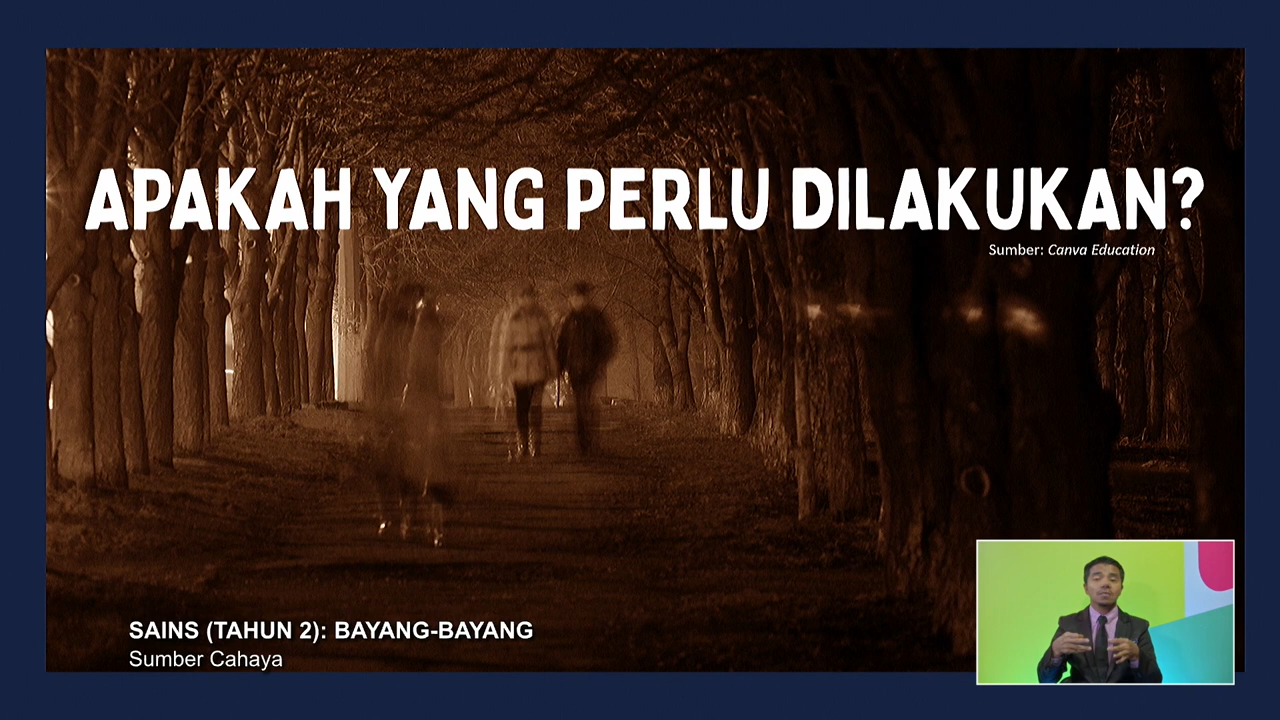 APAKAH YANG PERLU DILAKUKAN?
Sumber: Canva Education
SAINS (TAHUN 2): BAYANG-BAYANG
Sumber Cahaya